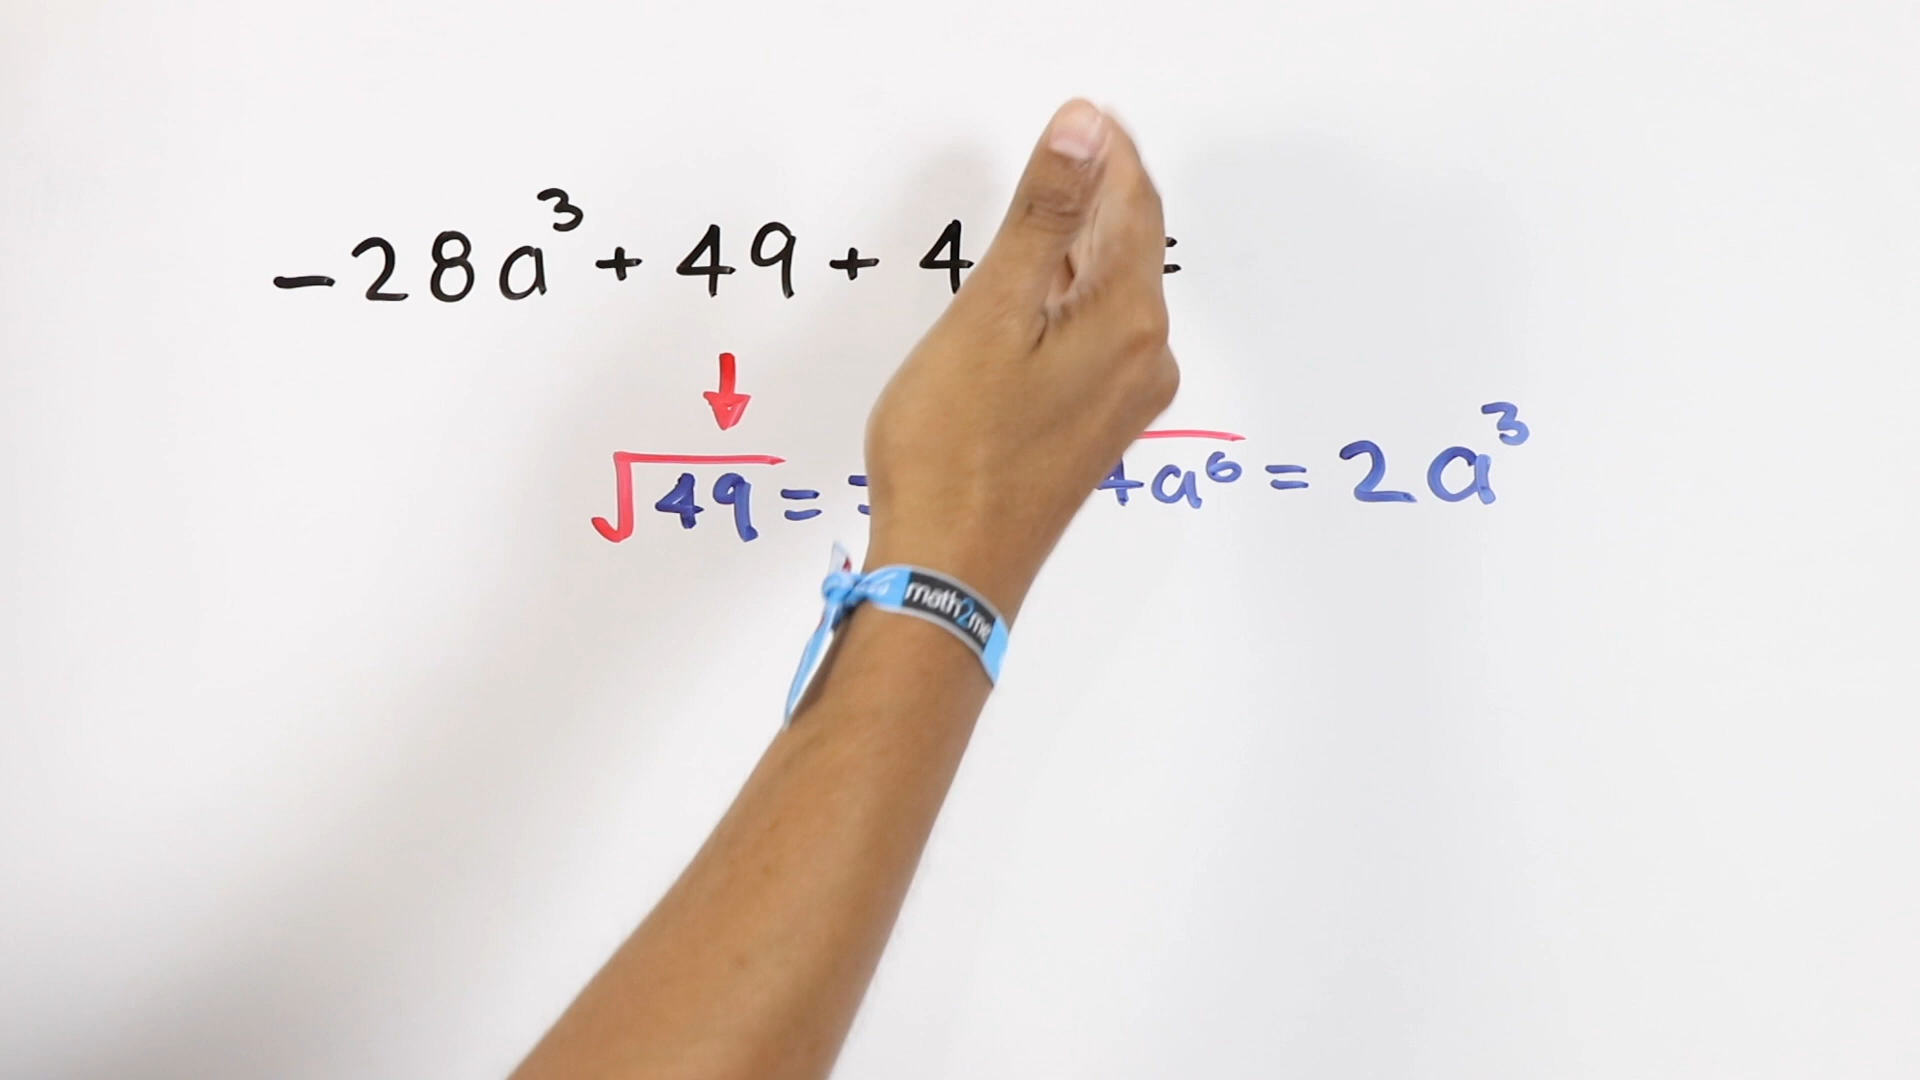 -28a³ + 49 + 4 =
√49 = 4a⁶ = 2a³
math2me